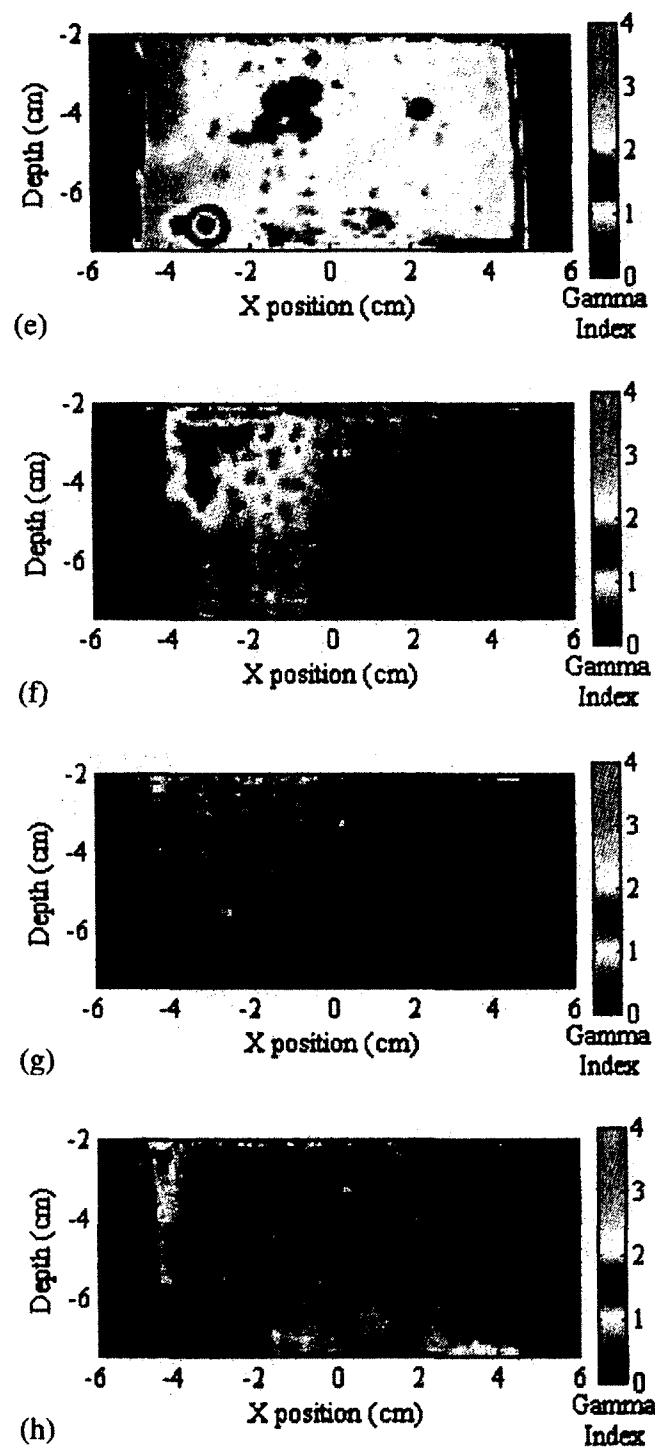 -2
-4
-6
Depth (cm)
-6 -4 -2 0 2 4 6
X position (cm)
4
3
2
1
0
Gamma
Index
(e)
-2
-4
-6
Depth (cm)
-6 -4 -2 0 2 4 6
X position (cm)
4
3
2
1
0
Gamma
Index
(f)
-2
-4
-6
Depth (cm)
-6 -4 -2 0 2 4 6
X position (cm)
4
3
2
1
0
Gamma
Index
(g)
-2
-4
-6
Depth (cm)
-6 -4 -2 0 2 4 6
X position (cm)
4
3
2
1
0
Gamma
Index
(h)